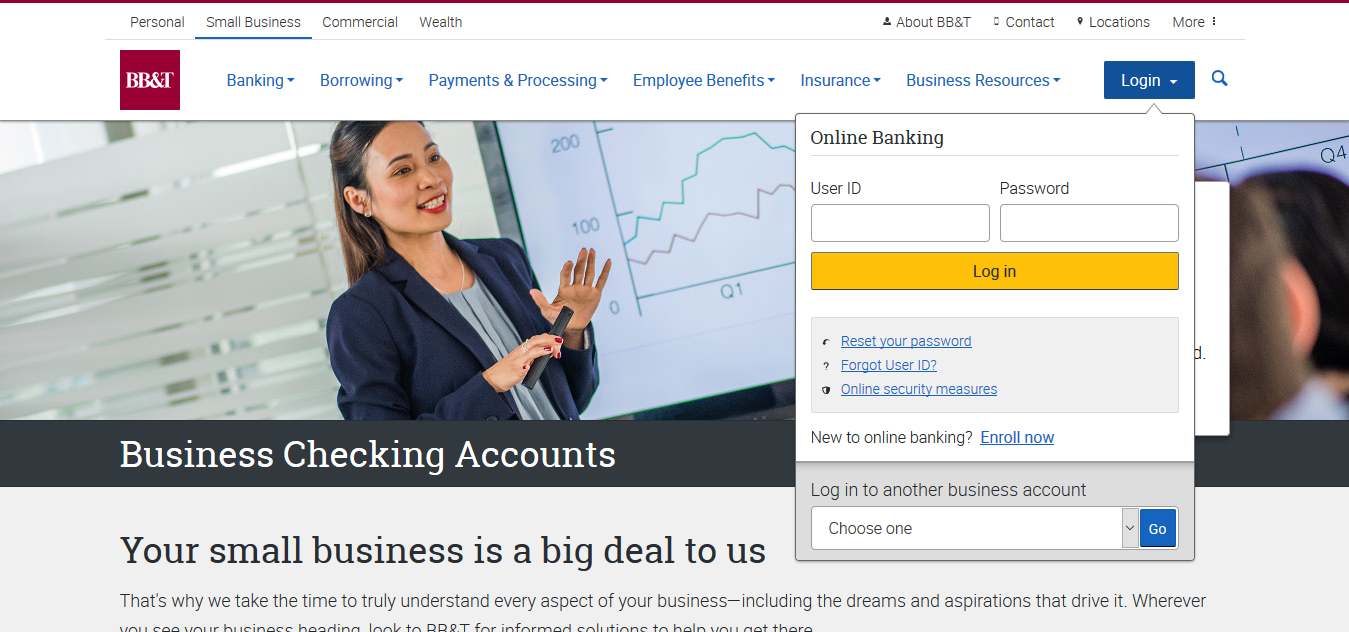 Personal Small Business Commercial Wealth About BB&T Contact Locations More
BB&T Banking Borrowing Payments & Processing Employee Benefits Insurance Business Resources Login
Online Banking
200
Q4
User ID Password
100
0 Q1
Log in
Reset your password
d.
Forgot User ID?
Online security measures
New to online banking? Enroll now
Business Checking Accounts
Log in to another business account
Choose one Go
Your small business is a big deal to us
That's why we take the time to truly understand every aspect of your business—including the dreams and aspirations that drive it. Wherever
you see your business heading, look to BB&T for informed solutions to help you get there.